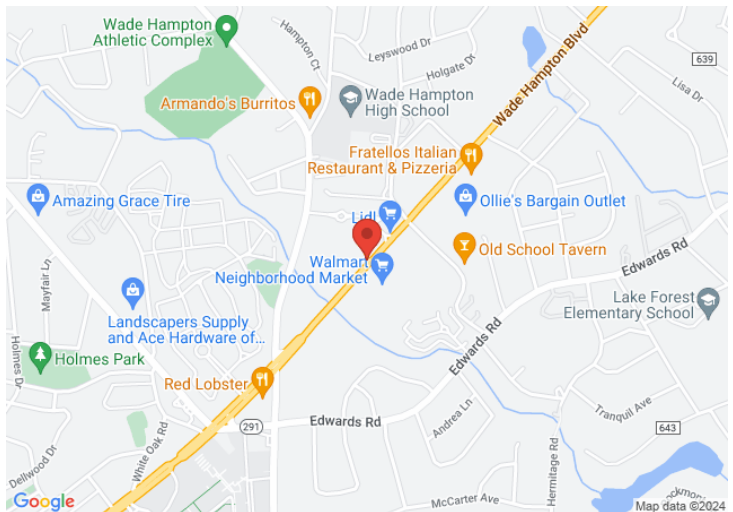 Wade Hampton
Athletic Complex
Hampton Ct
Leyswood Dr
Holgate Dt
Wade Hampton Blvd
639
Lisa Dr
Armando's Burritos
Wade Hampton
High School
Fratellos Italian
Restaurant & Pizzeria
Amazing Grace Tire
Lidl
Ollie's Bargain Outlet
Walmart
Neighborhood Market
Old School Tavern
Edwards Rd
Mayfair Ln
Lake Forest
Elementary School
Landscapers Supply
and Ace Hardware of...
Holmes Dr
Holmes Park
Edwards Rd
Red Lobster
Edwards Rd
291
Andrea Ln
Tranquil Ave
643
White Oak Rd
Dellwood Dr
Hermitage Rd
McCarter Ave
Google
Map data ©2024